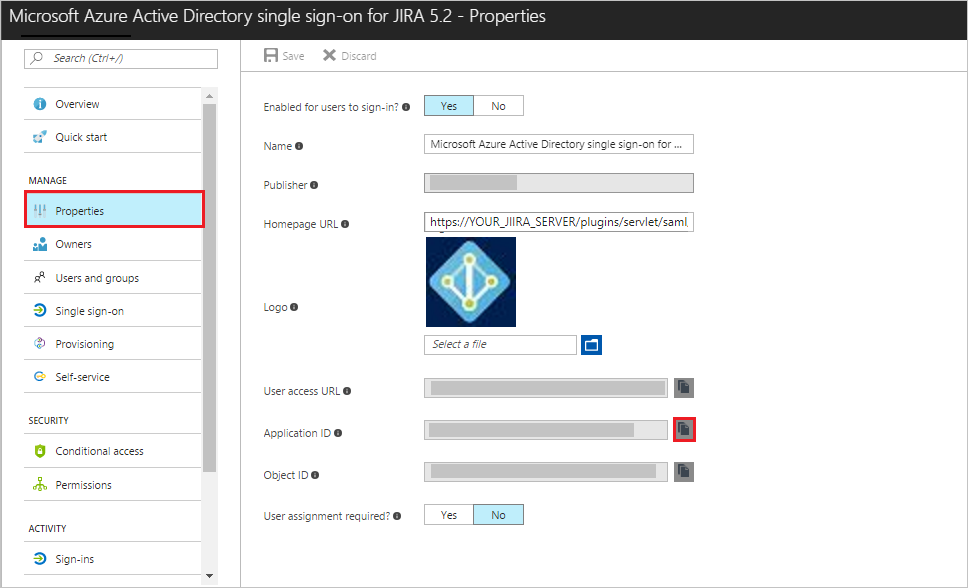 Microsoft Azure Active Directory single sign-on for JIRA 5.2 - Properties
Search (Ctrl+/)
Overview
Quick start
MANAGE
Properties
Owners
Users and groups
Single sign-on
Provisioning
Self-service
SECURITY
Conditional access
Permissions
ACTIVITY
Sign-ins
Save Discard
Enabled for users to sign-in? Yes No
Name Microsoft Azure Active Directory single sign-on for ...
Publisher
Homepage URL https://YOUR_JIIRA_SERVER/plugins/servlet/saml
Logo
Select a file
User access URL
Application ID
Object ID
User assignment required? Yes No